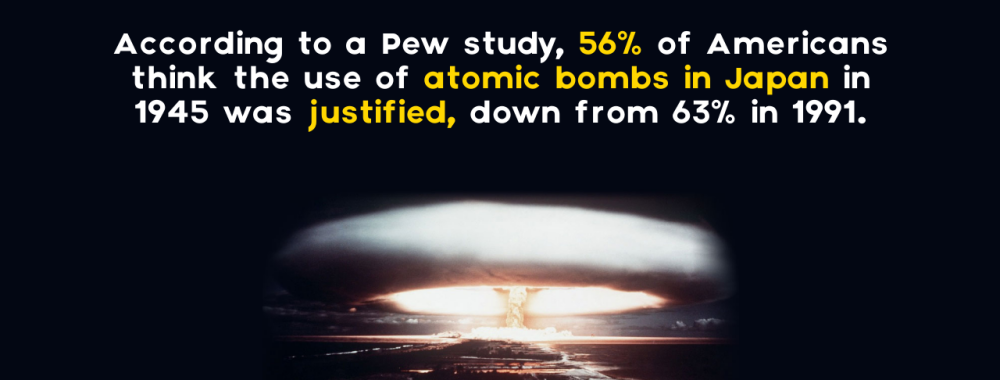 According to a Pew study, 56% of Americans
think the use of atomic bombs in Japan in
1945 was justified, down from 63% in 1991.